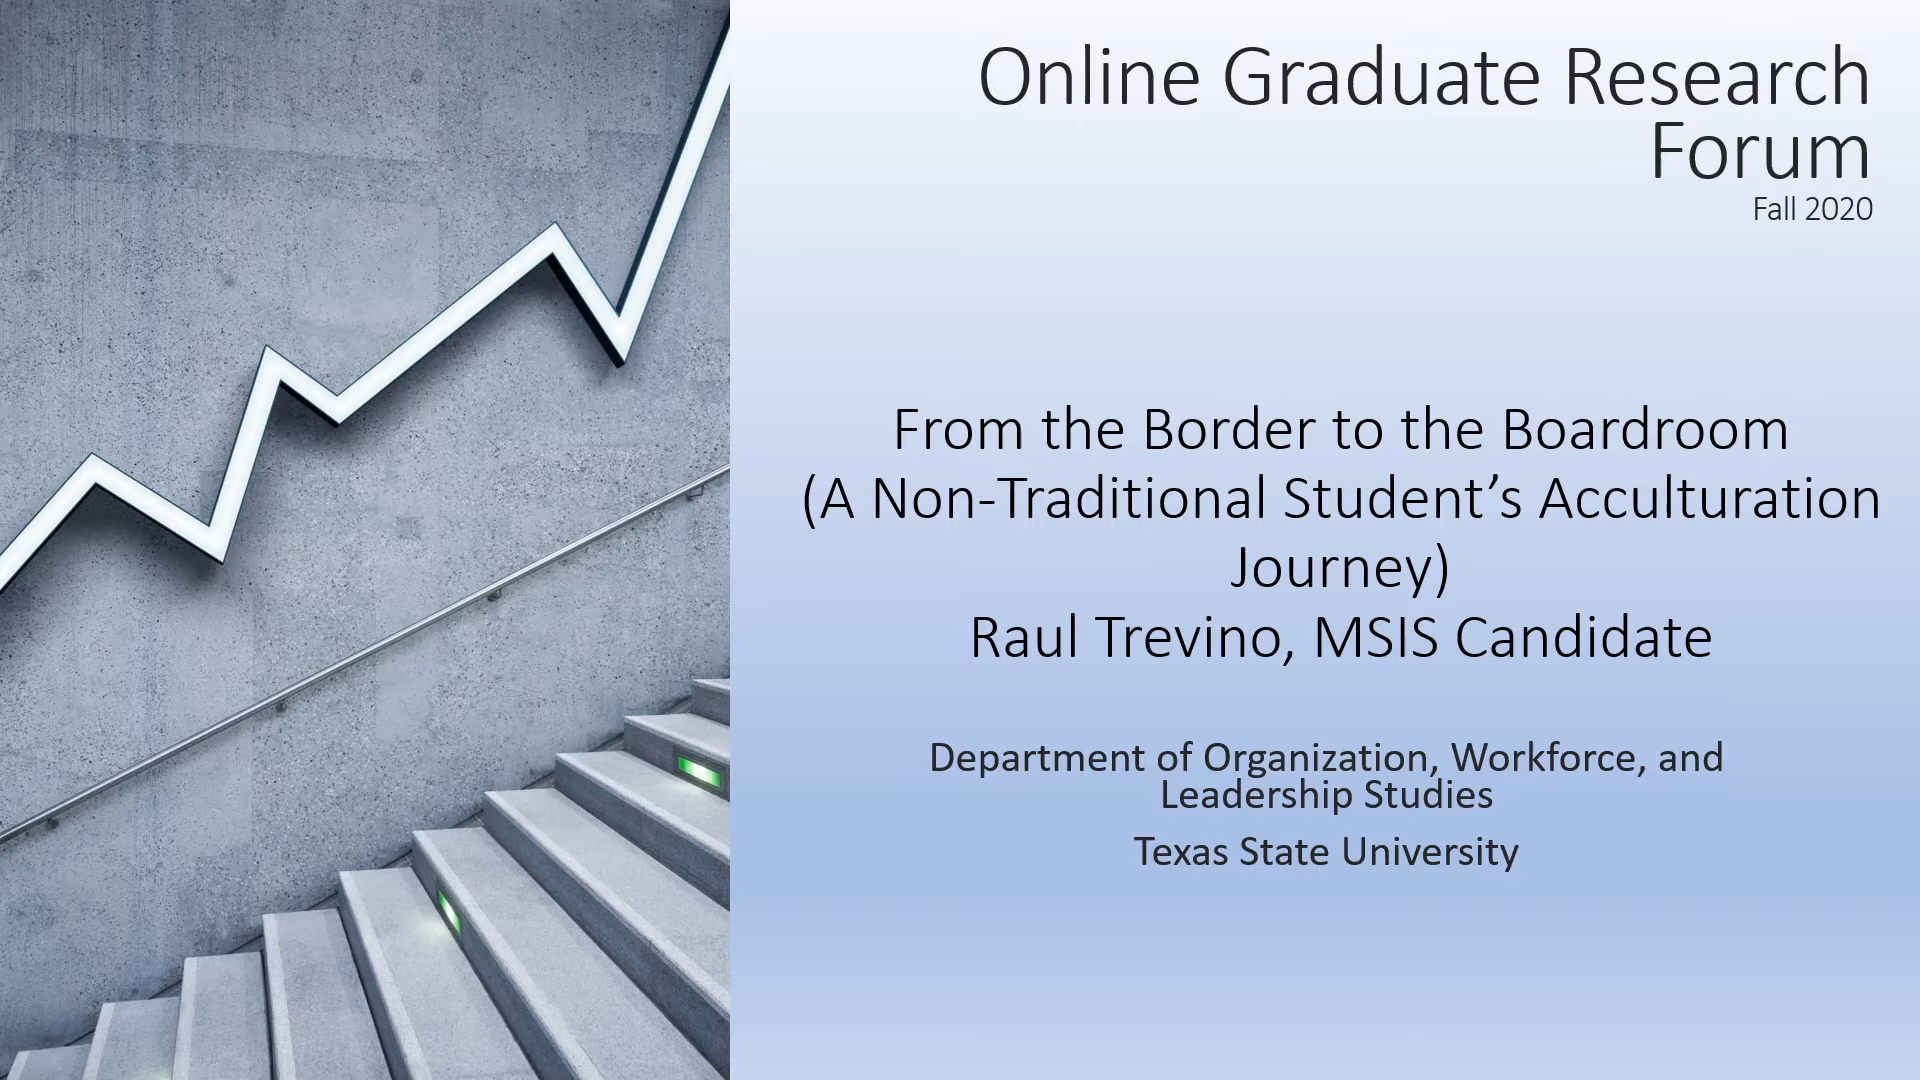 Online Graduate Research
Forum
Fall 2020
From the Border to the Boardroom
(A Non-Traditional Student’s Acculturation
Journey)
Raul Trevino, MSIS Candidate
Department of Organization, Workforce, and
Leadership Studies
Texas State University